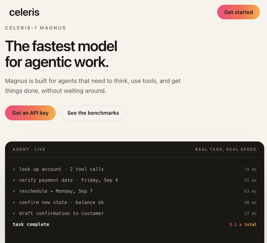 celeris
Get started
CELERIS-1 MAGNUS
The fastest model
for agentic work.
Magnus is built for agents that need to think, use tools, and get
things done, without waiting around.
Get an API key
See the benchmarks
AGENT · LIVE
REAL TASK, REAL SPEED
✓ look up account · 2 tool calls
74 ms
✓ verify payment date · Friday, Sep 4
51 ms
✓ reschedule → Monday, Sep 7
63 ms
✓ confirm new state · balance ok
48 ms
✓ draft confirmation to customer
57 ms
task complete
3.1 s total